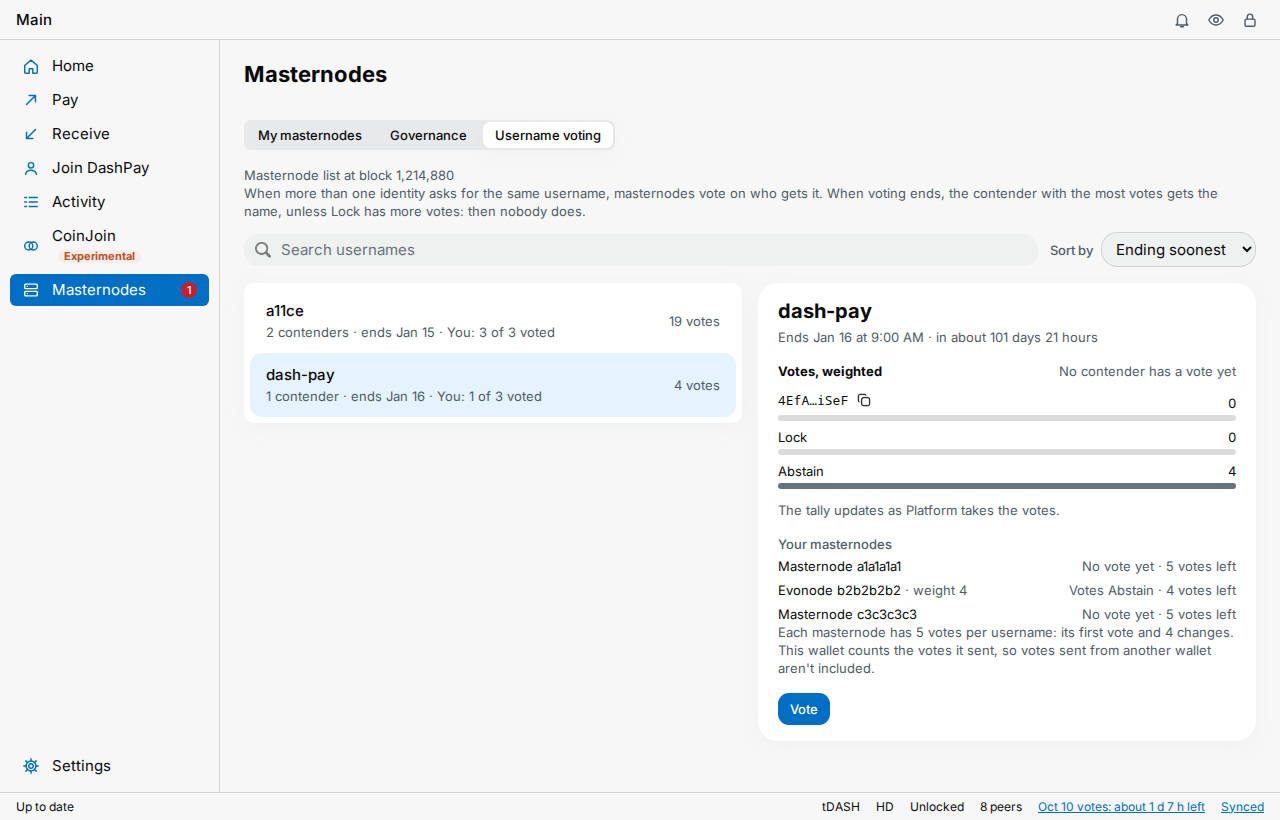 Main
Home
Pay
Receive
Join DashPay
Activity
CoinJoin
Experimental
Masternodes
1
Settings
Masternodes
My masternodes
Governance
Username voting
Masternode list at block 1,214,880
When more than one identity asks for the same username, masternodes vote on who gets it. When voting ends, the contender with the most votes gets the
name, unless Lock has more votes: then nobody does.
Search usernames
Sort by
Ending soonest
a11ce
2 contenders · ends Jan 15 · You: 3 of 3 voted
19 votes
dash-pay
1 contender · ends Jan 16 · You: 1 of 3 voted
4 votes
dash-pay
Ends Jan 16 at 9:00 AM · in about 101 days 21 hours
Votes, weighted
No contender has a vote yet
4EfA…iSeF
0
Lock
0
Abstain
4
The tally updates as Platform takes the votes.
Your masternodes
Masternode a1a1a1a1
No vote yet · 5 votes left
Evonode b2b2b2b2 · weight 4
Votes Abstain · 4 votes left
Masternode c3c3c3c3
No vote yet · 5 votes left
Each masternode has 5 votes per username: its first vote and 4 changes.
This wallet counts the votes it sent, so votes sent from another wallet
aren't included.
Vote
Up to date
tDASH
HD
Unlocked
8 peers
Oct 10 votes: about 1 d 7 h left
Synced